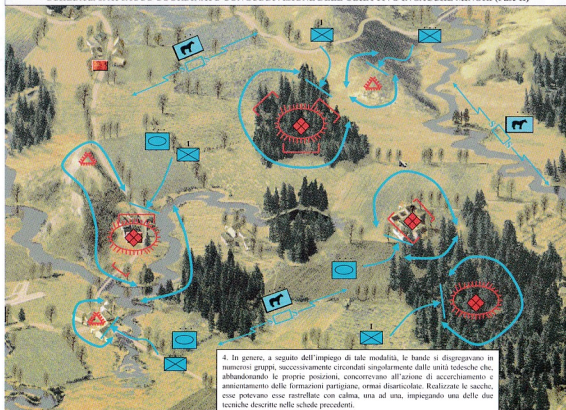 4. In genere, a seguito dell'impiego di tale modalità, le bande si disgregavano in
numerosi gruppi, successivamente circondati singolarmente dalle unità tedesche che,
abbandonando le proprie posizioni, concorrevano all'azione di accerchiamento e
annientamento delle formazioni partigiane, ormai disarticolate. Realizzate le sacche,
esse potevano esse rastrellate con calma, una ad una, impiegando una delle due
tecniche descritte nelle schede precedenti.